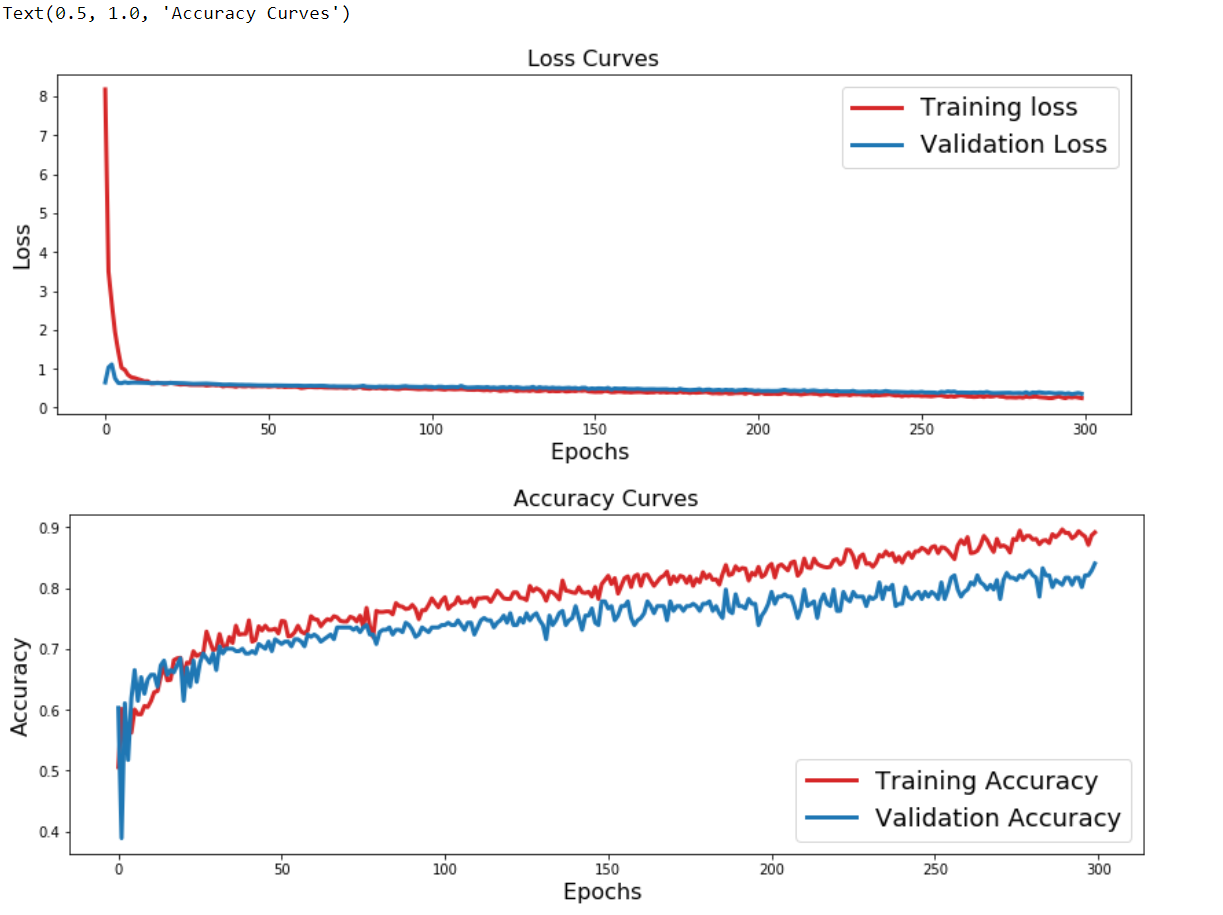 Text(0.5, 1.0, 'Accuracy Curves')
Loss Curves
8
7
6
5
4
3
2
1
0
Loss
Training loss
Validation Loss
0 50 100 150 200 250 300
Epochs
Accuracy Curves
0.9
0.8
0.7
0.6
0.5
0.4
Accuracy
Training Accuracy
Validation Accuracy
0 50 100 150 200 250 300
Epochs